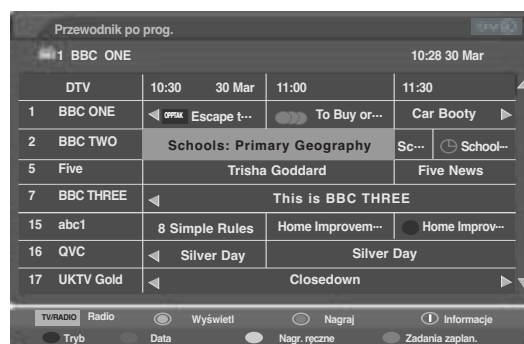 Przewodnik po prog.
1 BBC ONE 10:28 30 Mar
DTV 10:30 30 Mar 11:00 11:30
1 BBC ONE Escape t··· To Buy or··· Car Booty
2 BBC TWO Schools: Primary Geography Sc··· School···
5 Five Trisha Goddard Five News
7 BBC THREE This is BBC THREE
15 abc1 8 Simple Rules Home Improvem··· Home Improv···
16 QVC Silver Day Silver Day
17 UKTV Gold Closedown
TV/RADIO Radio Wyświetl Nagraj Informacje
Tryb Data Nagr. ręczne Zadania zaplan.